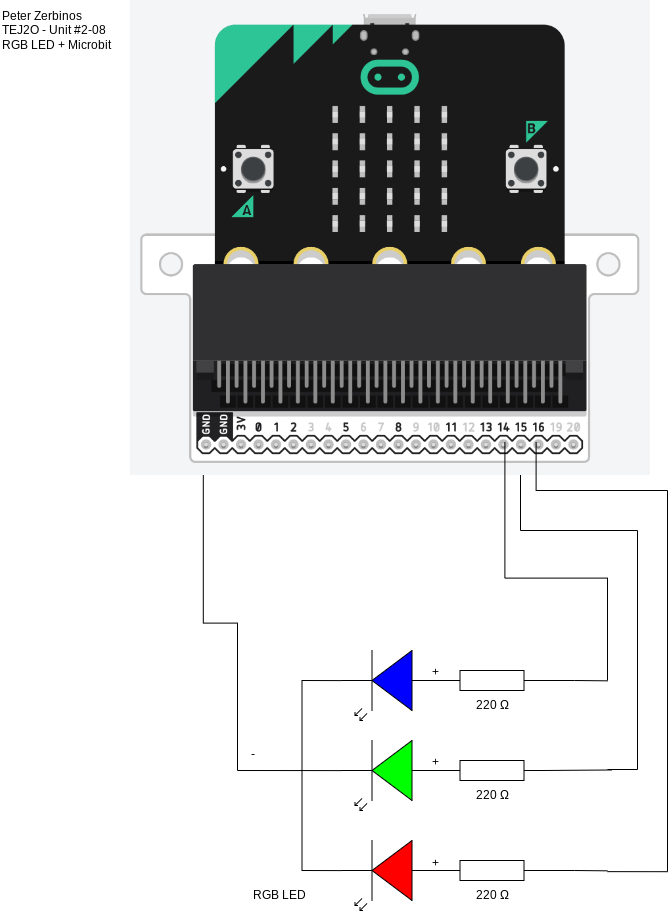 Peter Zerbinos
TEJ2O - Unit #2-08
RGB LED + Microbit
B
A
GND GND 3V 0 1 2 3 4 5 6 7 8 9 10 11 12 13 14 15 16 19 20
+
220 Ω
-
+
220 Ω
+
220 Ω
RGB LED